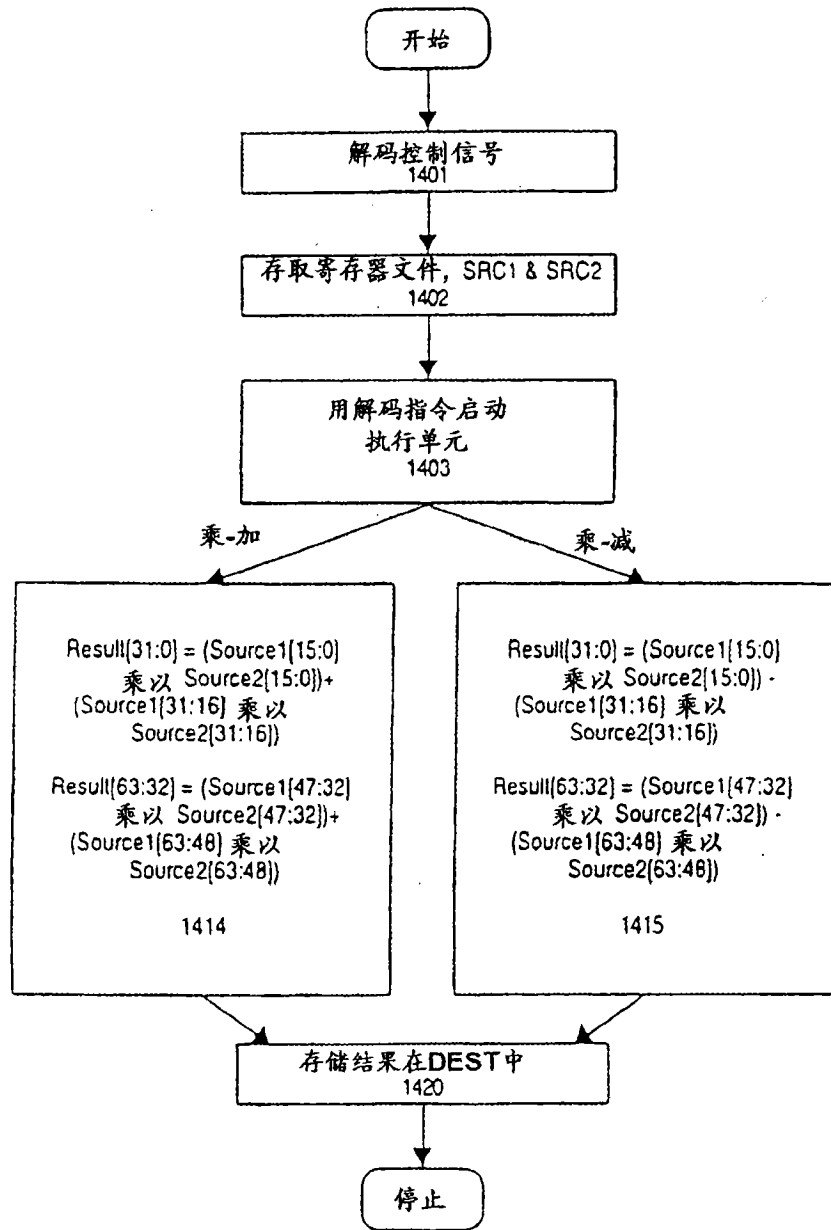 开始
解码控制信号
1401
存取寄存器文件, SRC1 & SRC2
1402
用解码指令启动
执行单元
1403
乘-加
乘-减
Result[31:0] = (Source1[15:0]
乘以 Source2[15:0])+
(Source1[31:16] 乘以
Source2[31:16])
Result[63:32] = (Source1[47:32]
乘以 Source2[47:32])+
(Source1[63:48] 乘以
Source2[63:48])
1414
Result[31:0] = (Source1[15:0]
乘以 Source2[15:0]) -
(Source1[31:16] 乘以
Source2[31:16])
Result[63:32] = (Source1[47:32]
乘以 Source2[47:32]) -
(Source1[63:48] 乘以
Source2[63:48])
1415
存储结果在DEST中
1420
停止